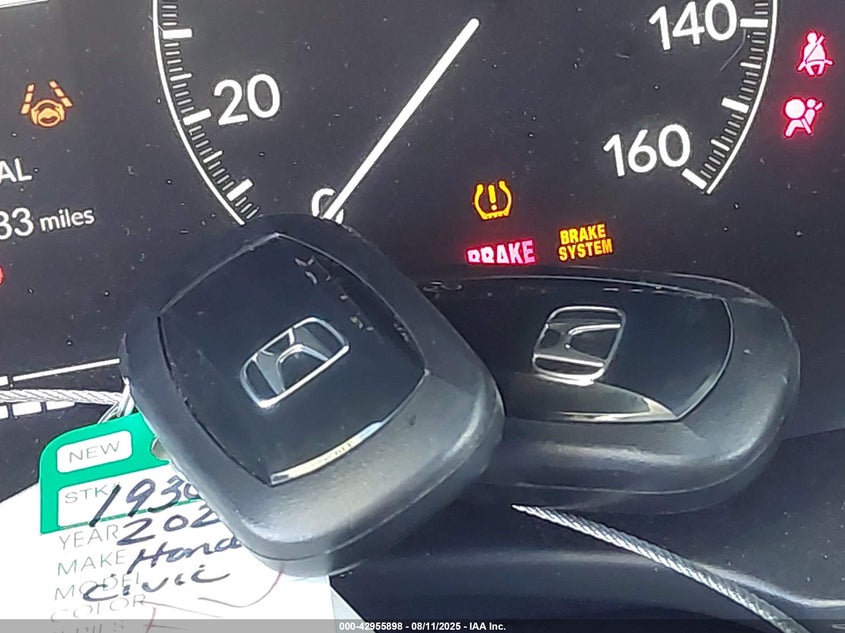 140
20
160
0
AL
33 miles
BRAKE
BRAKE
SYSTEM
NEW
STK
YEAR 202
MAKE Honda
MODEL Civic
COLOR
000-42955898 - 08/11/2025 - IAA Inc.